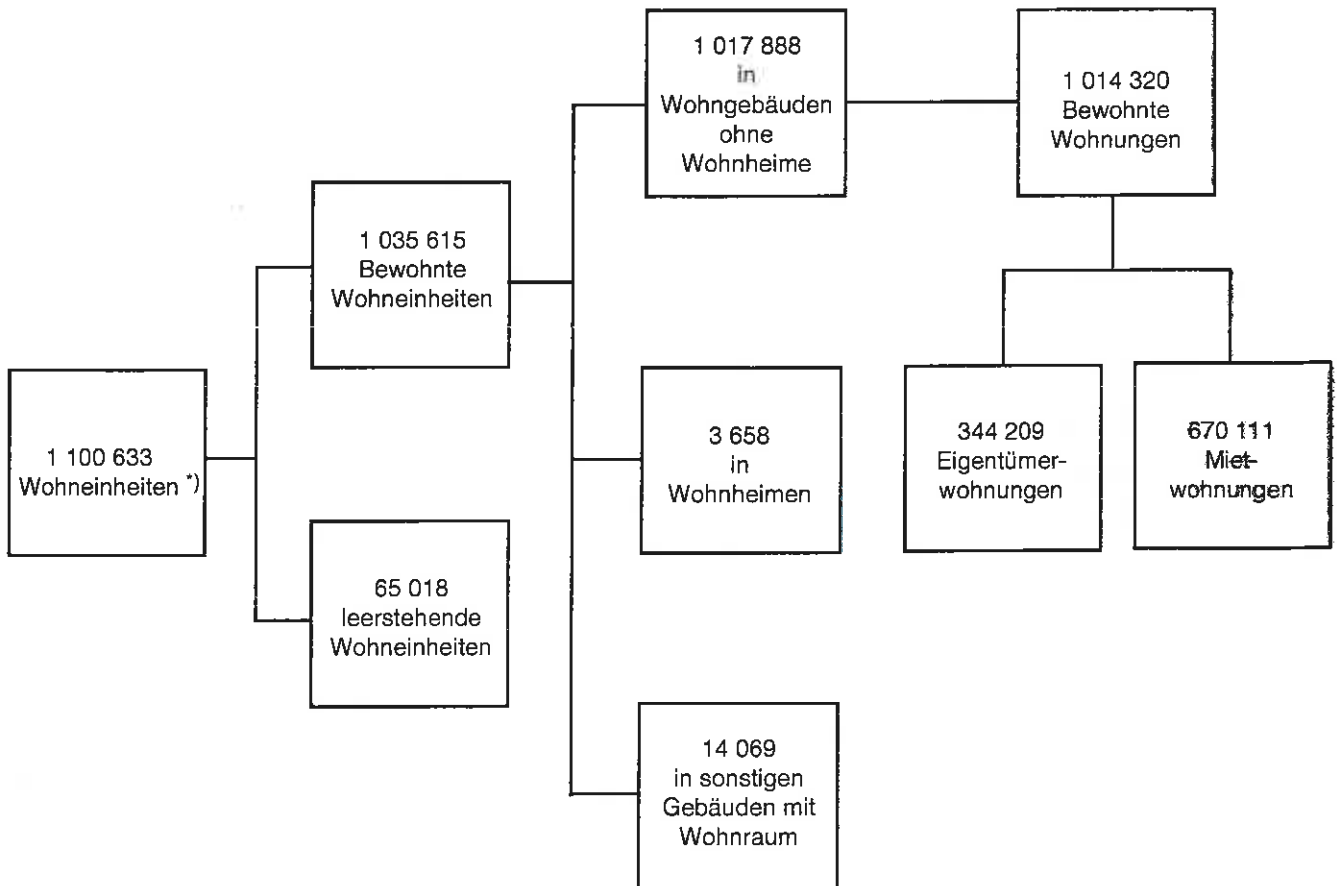 1 017 888
in
Wohngebäuden
ohne
Wohnheime
1 014 320
Bewohnte
Wohnungen
1 035 615
Bewohnte
Wohneinheiten
1 100 633
Wohneinheiten *)
3 658
in
Wohnheimen
344 209
Eigentümer-
wohnungen
670 111
Miet-
wohnungen
65 018
leerstehende
Wohneinheiten
14 069
in sonstigen
Gebäuden mit
Wohnraum